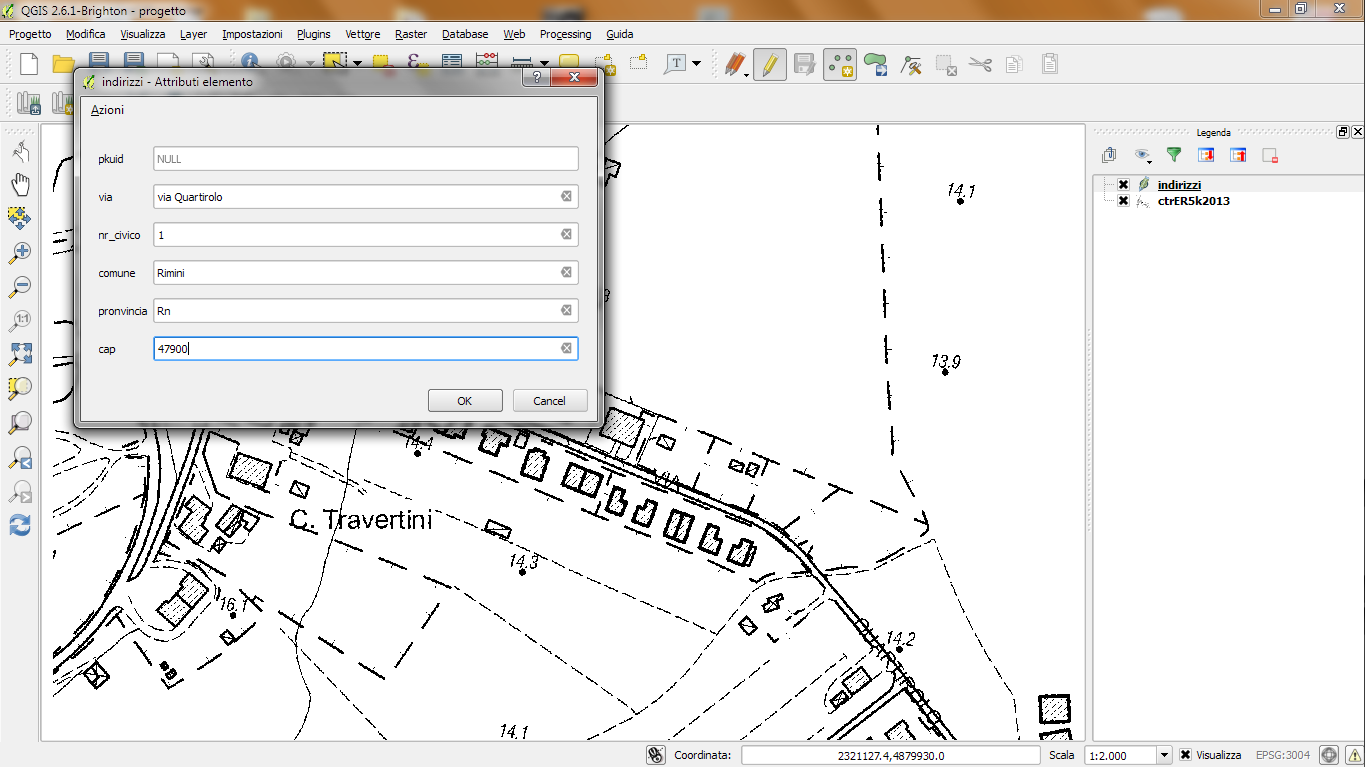 QGIS 2.6.1-Brighton - progetto
Progetto Modifica Visualizza Layer Impostazioni Plugins Vettore Raster Database Web Processing Guida
indirizzi - Attributi elemento
Azioni
pkuid NULL
via via Quartirolo
nr_civico 1
comune Rimini
pronvincia Rn
cap 47900
OK Cancel
Legenda
indirizzi
ctrER5k2013
14.1
13.9
14.4
VIA
C. Travertini
14.3
16.1
14.2
14.1
1:1
T
Coordinata: 2321127.4,4879930.0 Scala 1:2.000 Visualizza EPSG:3004